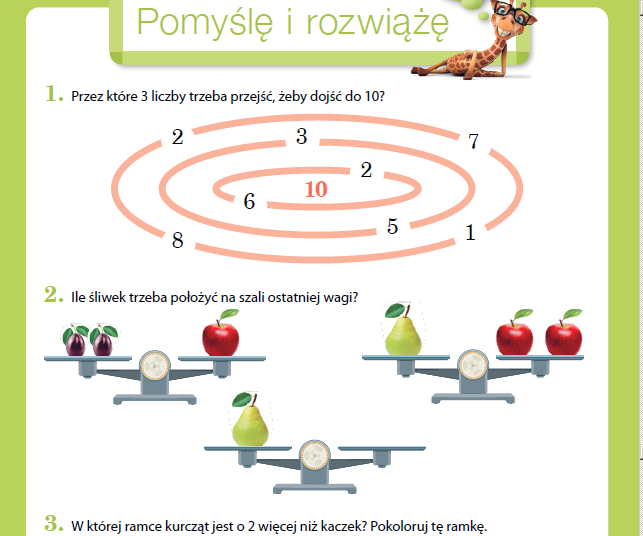 Pomyślę i rozwiążę
1. Przez które 3 liczby trzeba przejść, żeby dojść do 10?
2 3 7
2
6 10
8 5 1
2. Ile śliwek trzeba położyć na szali ostatniej wagi?
3. W której ramce kurcząt jest o 2 więcej niż kaczek? Pokoloruj tę ramkę.